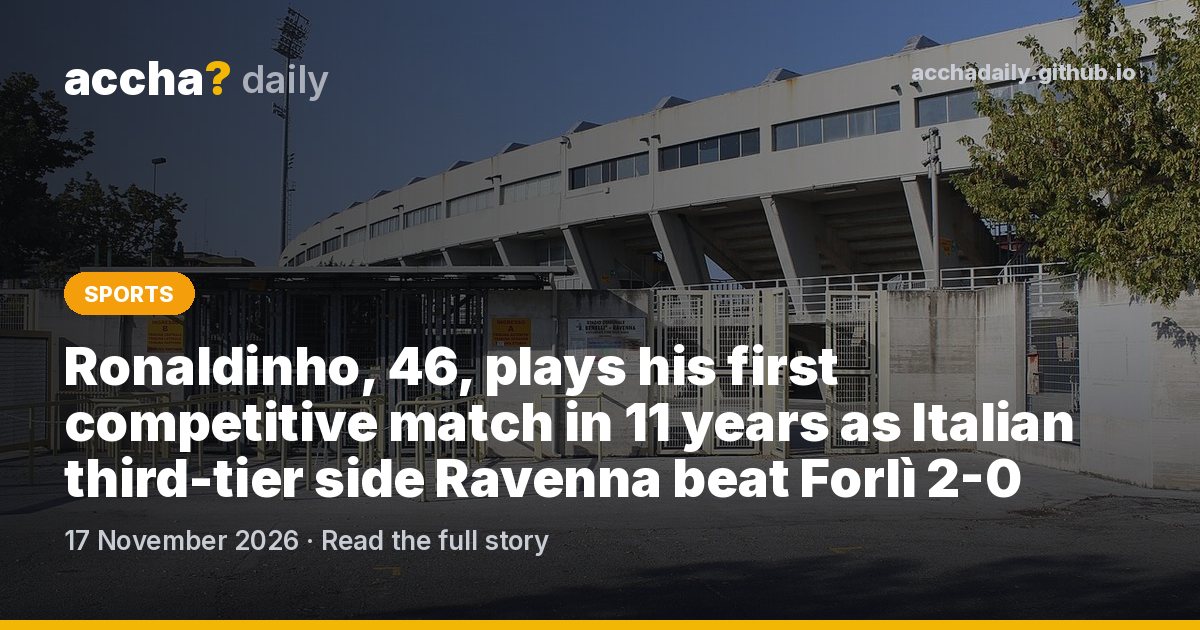 accha? daily
acchadaily.github.io
SPORTS
Ronaldinho, 46, plays his first
competitive match in 11 years as Italian
third-tier side Ravenna beat Forlì 2-0
17 November 2026 · Read the full story